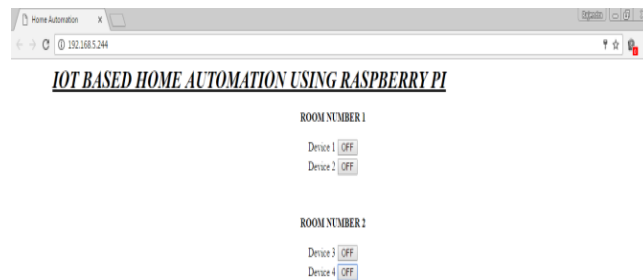 Home Automation x
192.168.5.244
IOT BASED HOME AUTOMATION USING RASPBERRY PI
ROOM NUMBER 1
Device 1 OFF
Device 2 OFF
ROOM NUMBER 2
Device 3 OFF
Device 4 OFF